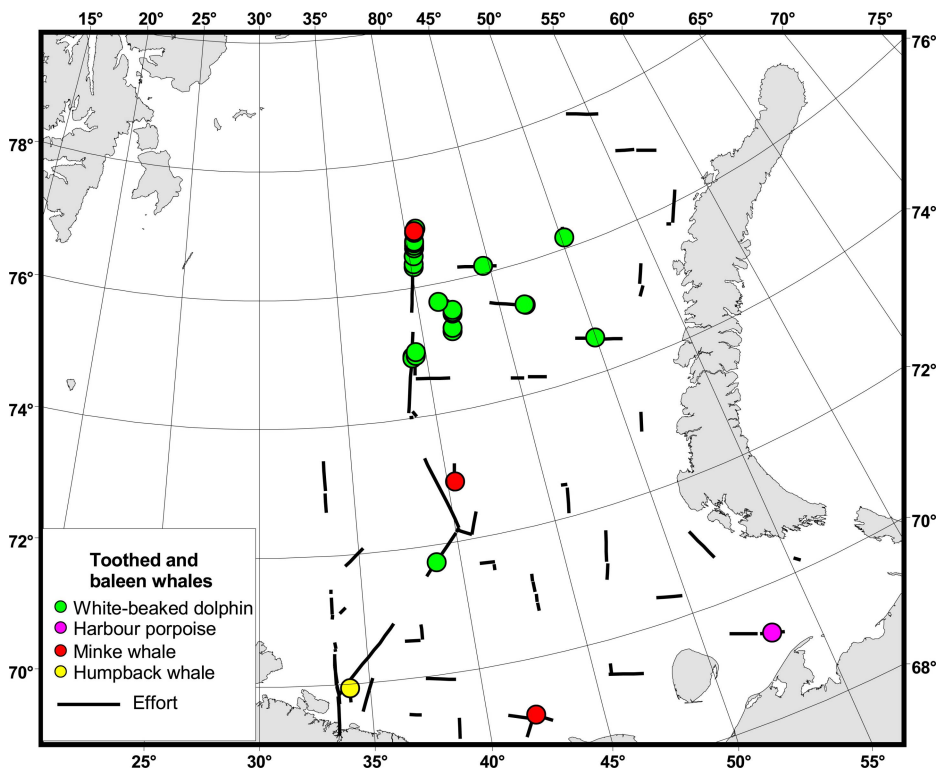 15° 20° 25° 30° 35° 80° 45° 50° 55° 60° 65° 70° 75°
76°
78°
74°
76°
72°
74°
70°
72°
Toothed and
baleen whales
White-beaked dolphin
Harbour porpoise
Minke whale
Humpback whale
Effort
70°
68°
25° 30° 35° 40° 45° 50° 55°